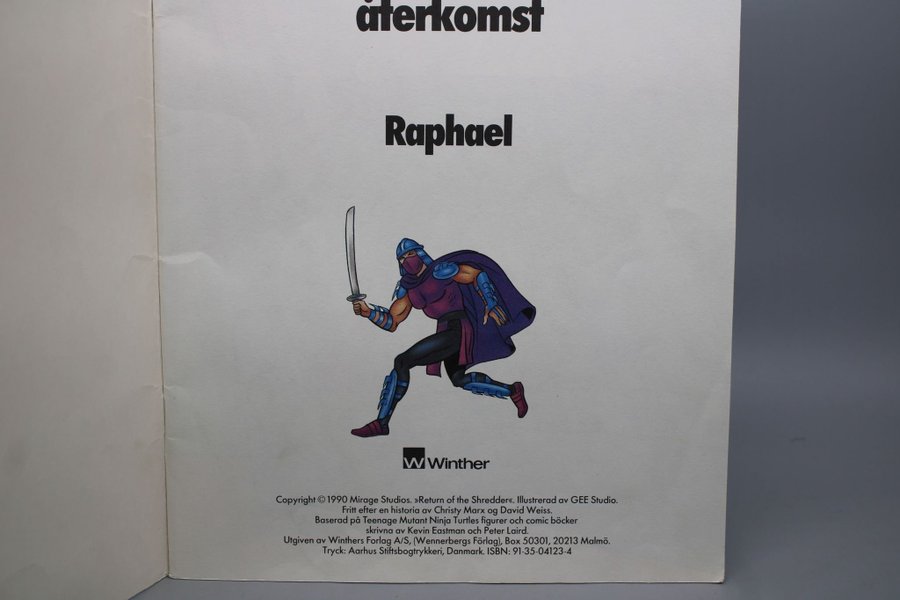 återkomst
Raphael
W Winther
Copyright © 1990 Mirage Studios. »Return of the Shredder«. Illustrerad av GEE Studio.
Fritt efter en historia av Christy Marx og David Weiss.
Baserad på Teenage Mutant Ninja Turtles figurer och comic böcker
skrivna av Kevin Eastman och Peter Laird.
Utgiven av Winthers Forlag A/S, (Wennerbergs Förlag), Box 50301, 20213 Malmö.
Tryck: Aarhus Stiftsbogtrykkeri, Danmark. ISBN: 91-35-04123-4